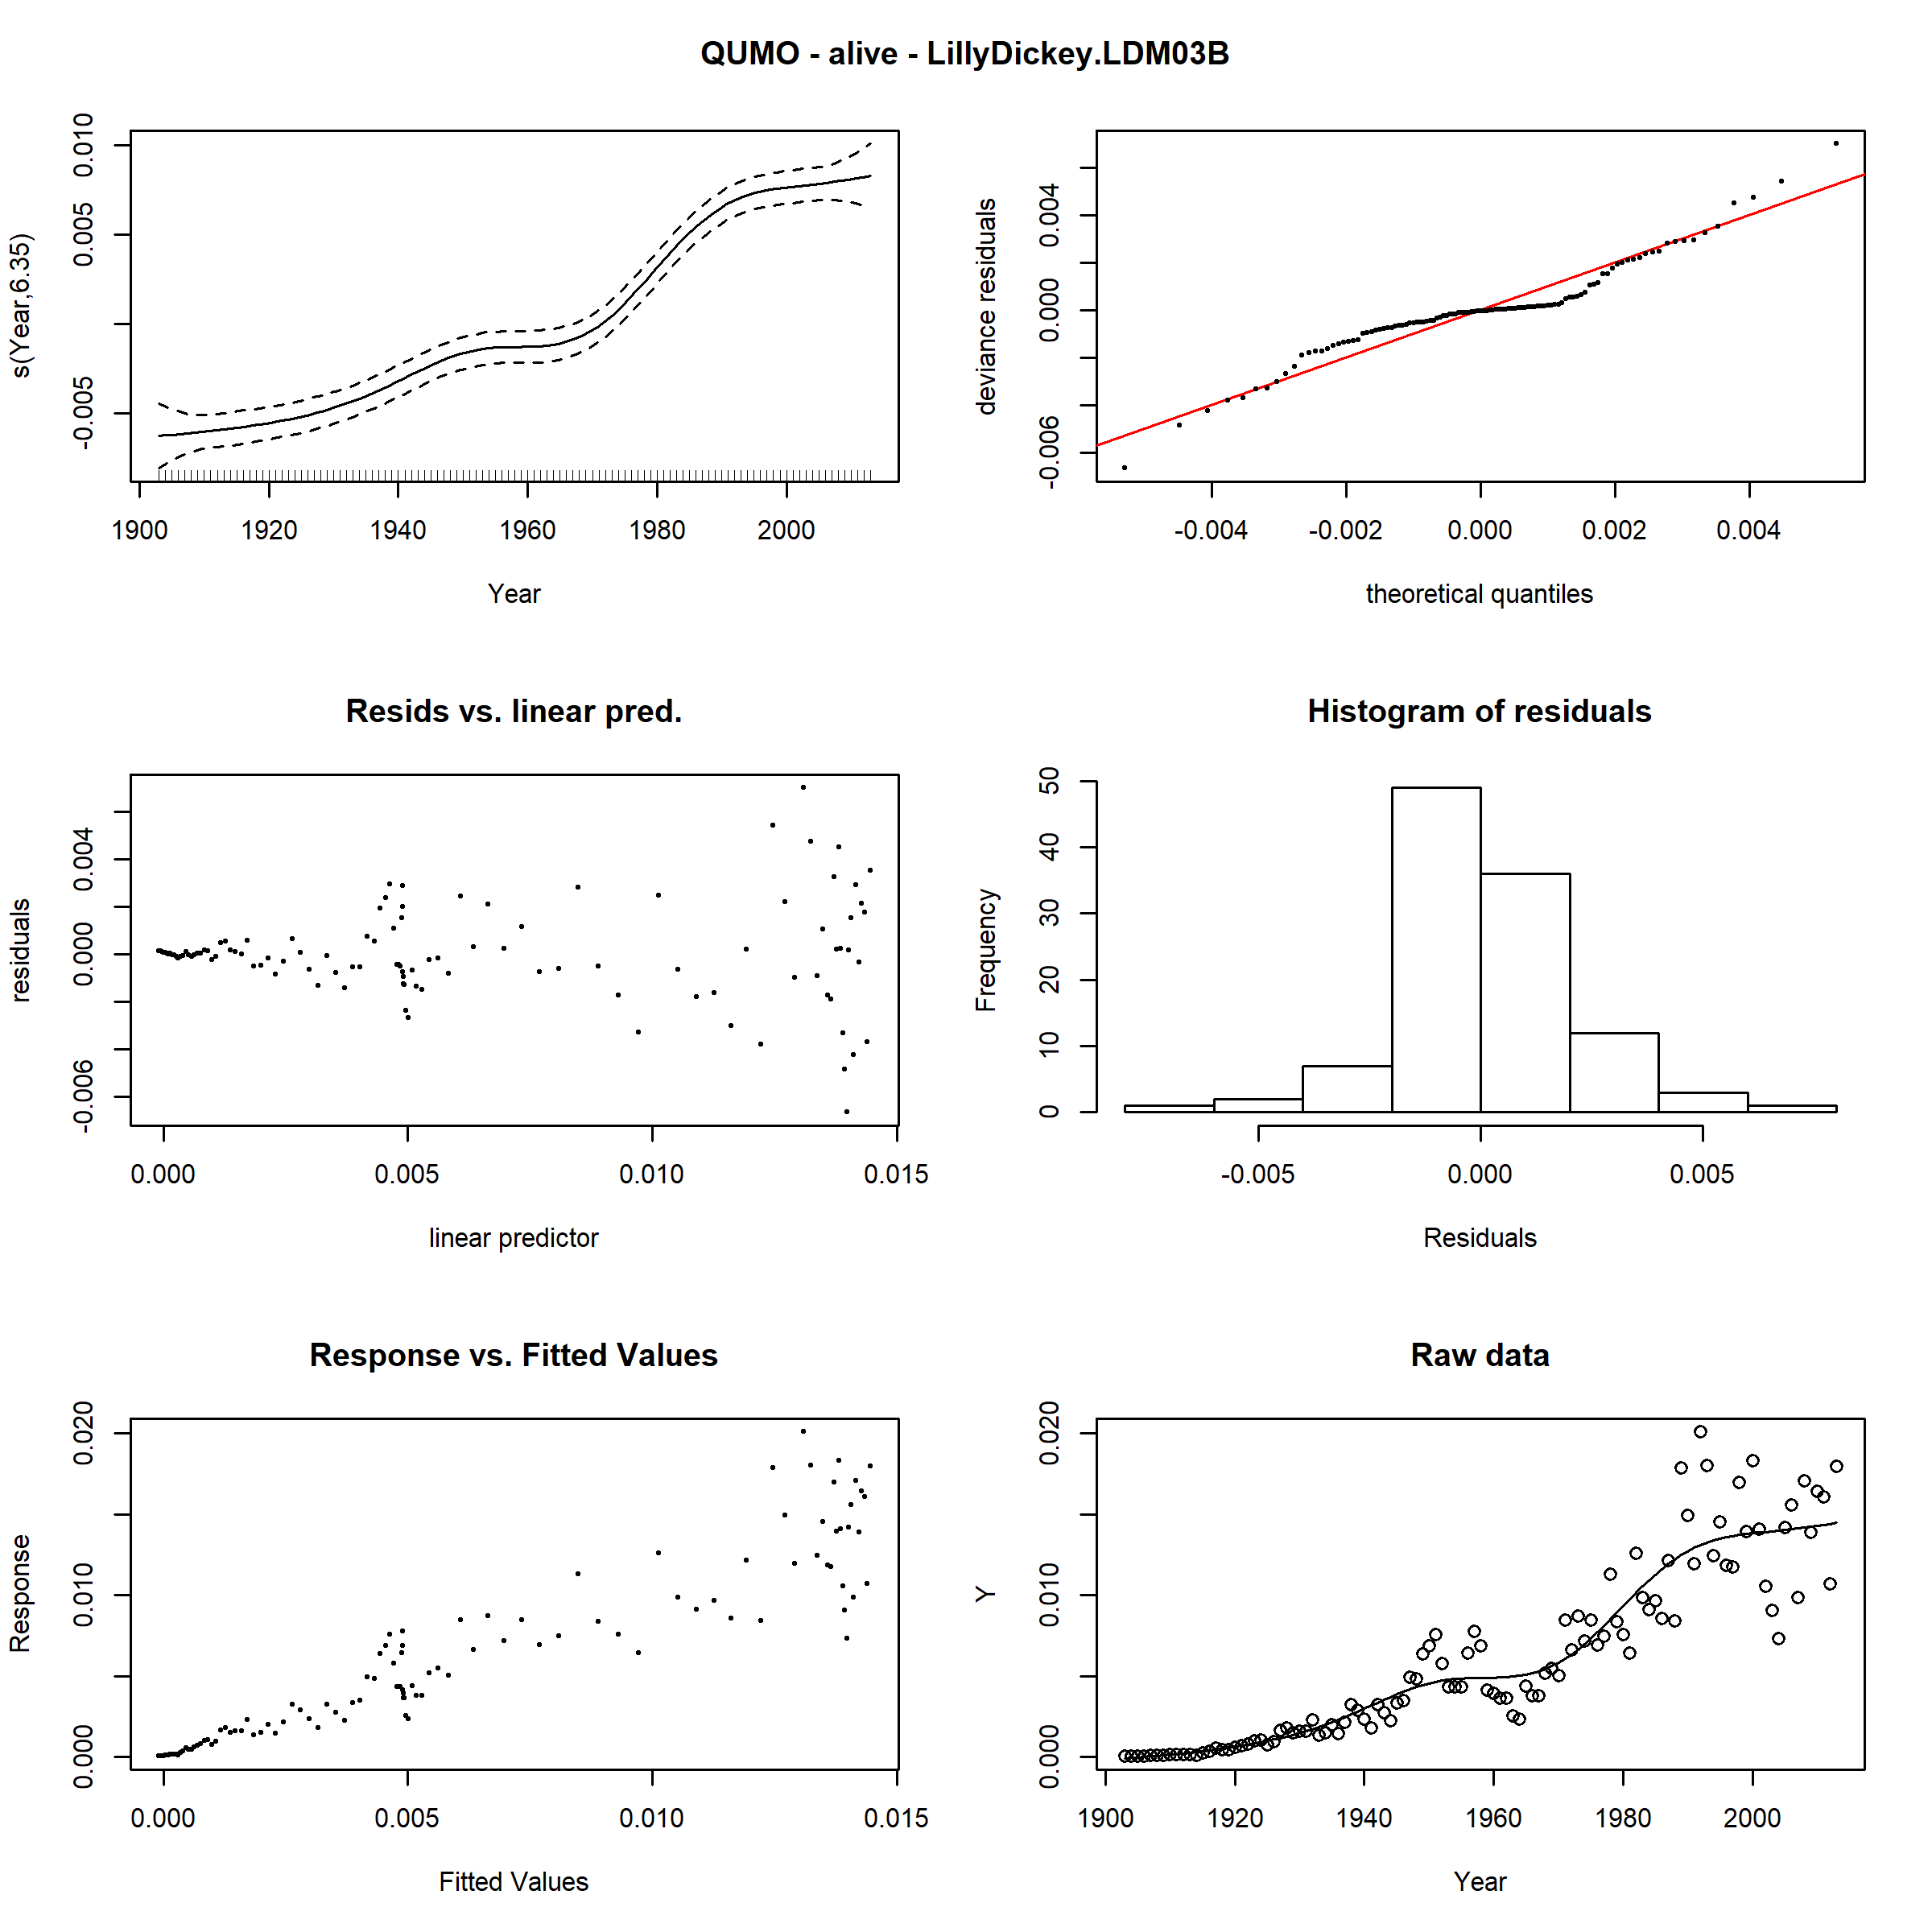 QUMO - alive - LillyDickey.LDM03B
s(Year,6.35)
0.010
0.005
-0.005
1900 1920 1940 1960 1980 2000
Year
deviance residuals
0.004
0.000
-0.006
-0.004 -0.002 0.000 0.002 0.004
theoretical quantiles
Resids vs. linear pred.
residuals
0.004
0.000
-0.006
0.000 0.005 0.010 0.015
linear predictor
Histogram of residuals
Frequency
50
40
30
20
10
0
-0.005 0.000 0.005
Residuals
Response vs. Fitted Values
Response
0.020
0.010
0.000
0.000 0.005 0.010 0.015
Fitted Values
Raw data
Y
0.020
0.010
0.000
1900 1920 1940 1960 1980 2000
Year